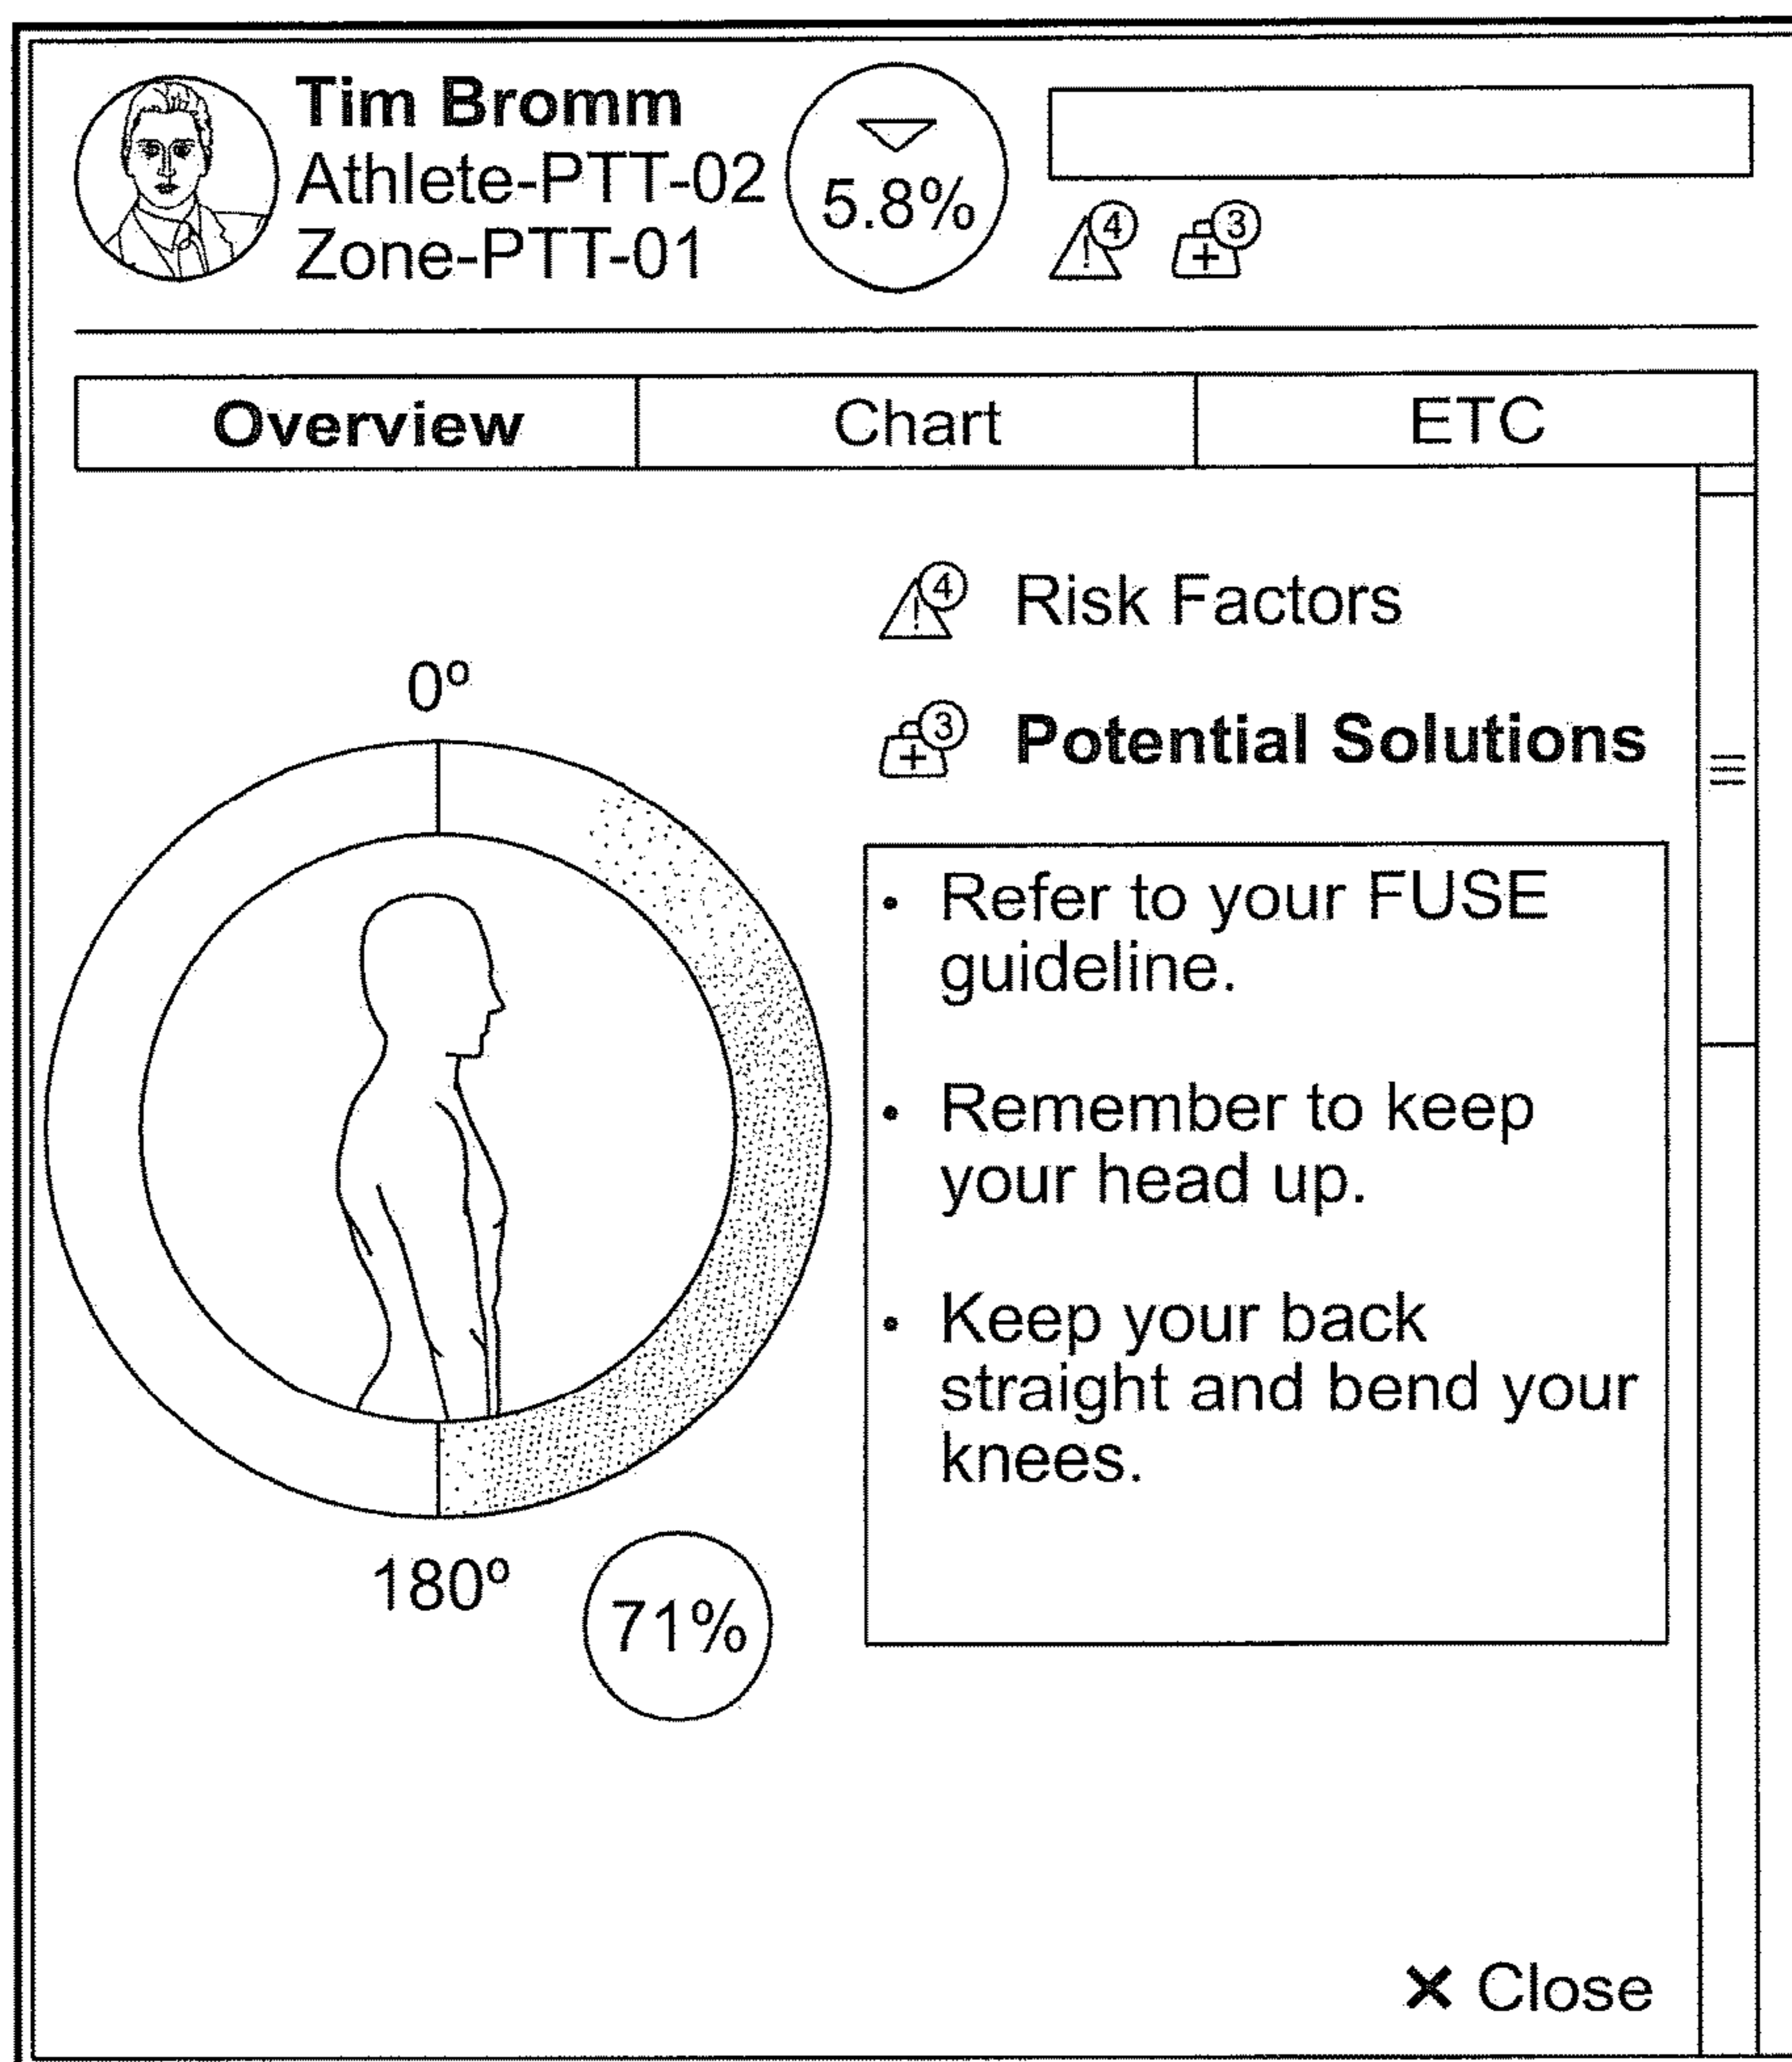 Tim Bromm
Athlete-PTT-02
Zone-PTT-01
5.8%
4
3
Overview
Chart
ETC
4
Risk Factors
3
Potential Solutions
0º
180º
71%
• Refer to your FUSE
guideline.
• Remember to keep
your head up.
• Keep your back
straight and bend your
knees.
× Close